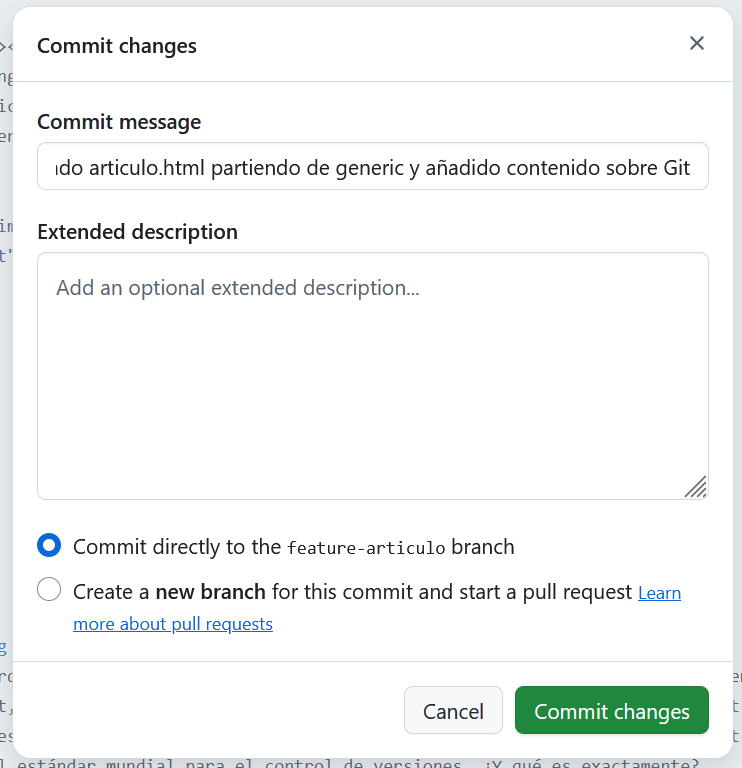 Commit changes
Commit message
do articulo.html partiendo de generic y añadido contenido sobre Git
Extended description
Add an optional extended description...
Commit directly to the feature-articulo branch
Create a new branch for this commit and start a pull request Learn
more about pull requests
Cancel
Commit changes
estándar mundial para el control de versiones. ¿Y qué es exactamente?